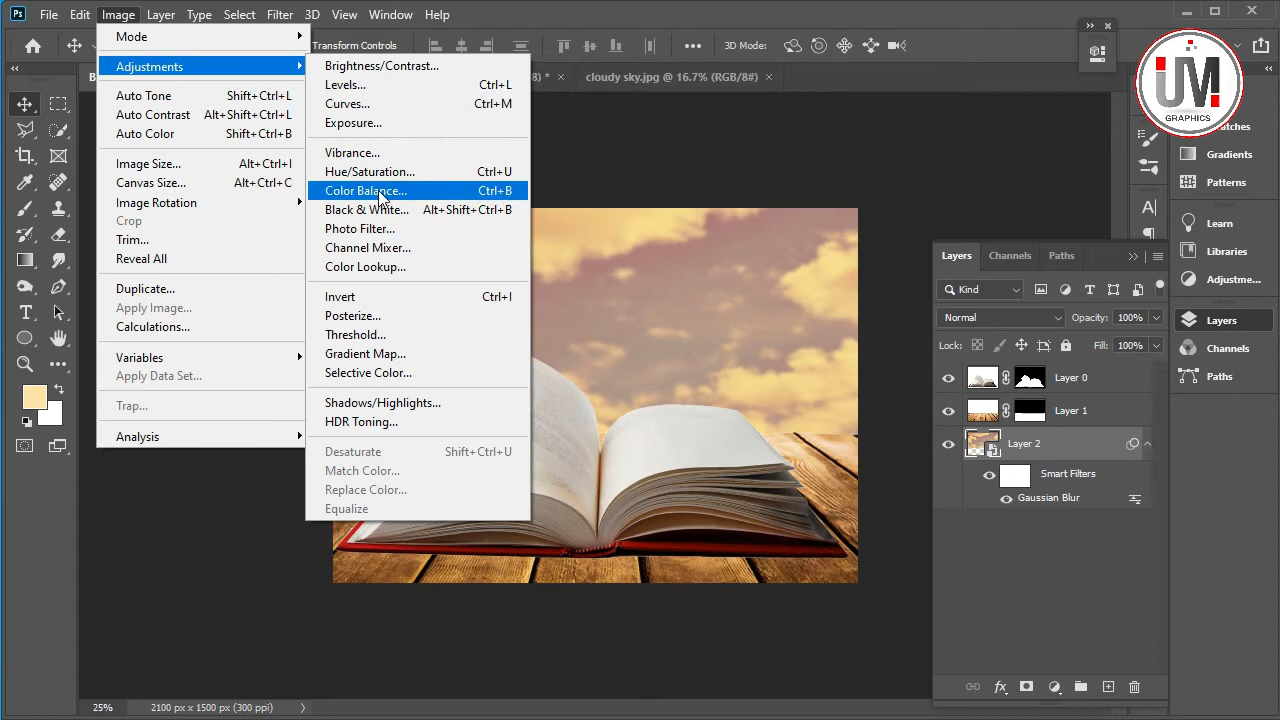 Ps File Edit Image Layer Type Select Filter 3D View Window Help
Transform Controls 3D Mode:
8) * × cloudy sky.jpg @ 16.7% (RGB/8#) ×
Mode
Adjustments
Auto Tone Shift+Ctrl+L
Auto Contrast Alt+Shift+Ctrl+L
Auto Color Shift+Ctrl+B
Image Size... Alt+Ctrl+I
Canvas Size... Alt+Ctrl+C
Image Rotation
Crop
Trim...
Reveal All
Duplicate...
Apply Image...
Calculations...
Variables
Apply Data Set...
Trap...
Analysis
Brightness/Contrast...
Levels... Ctrl+L
Curves... Ctrl+M
Exposure...
Vibrance...
Hue/Saturation... Ctrl+U
Color Balance... Ctrl+B
Black & White... Alt+Shift+Ctrl+B
Photo Filter...
Channel Mixer...
Color Lookup...
Invert Ctrl+I
Posterize...
Threshold...
Gradient Map...
Selective Color...
Shadows/Highlights...
HDR Toning...
Desaturate Shift+Ctrl+U
Match Color...
Replace Color...
Equalize
UM
GRAPHICS
Gradients
Patterns
Learn
Libraries
Adjustme...
Layers
Channels
Paths
Layers Channels Paths
Kind
Normal Opacity: 100%
Lock: Fill: 100%
Layer 0
Layer 1
Layer 2
Smart Filters
Gaussian Blur
fx
25% 2100 px x 1500 px (300 ppi)